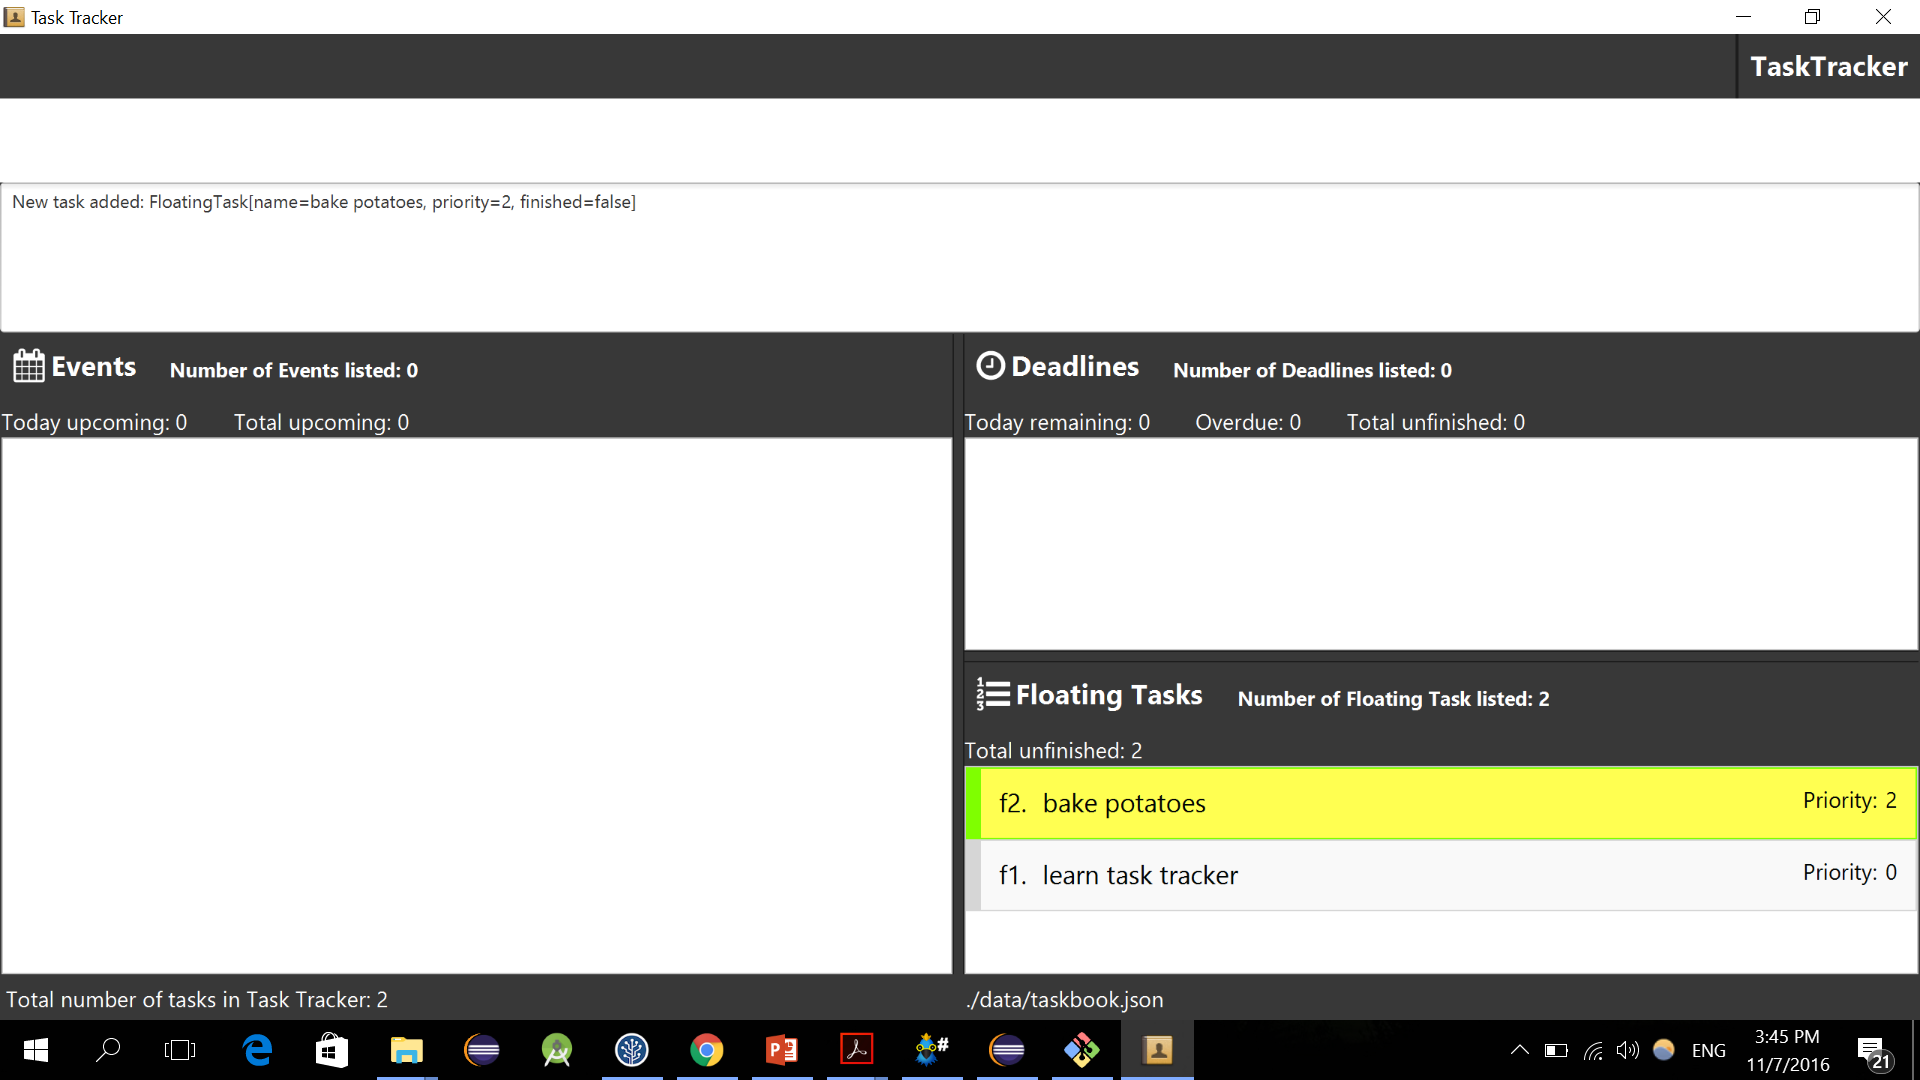 Task Tracker
TaskTracker
New task added: FloatingTask[name=bake potatoes, priority=2, finished=false]
Events Number of Events listed: 0
Today upcoming: 0 Total upcoming: 0
Deadlines Number of Deadlines listed: 0
Today remaining: 0 Overdue: 0 Total unfinished: 0
1
2
3
Floating Tasks Number of Floating Task listed: 2
Total unfinished: 2
f2. bake potatoes Priority: 2
f1. learn task tracker Priority: 0
Total number of tasks in Task Tracker: 2 ./data/taskbook.json
P
#
ENG
3:45 PM
11/7/2016
21